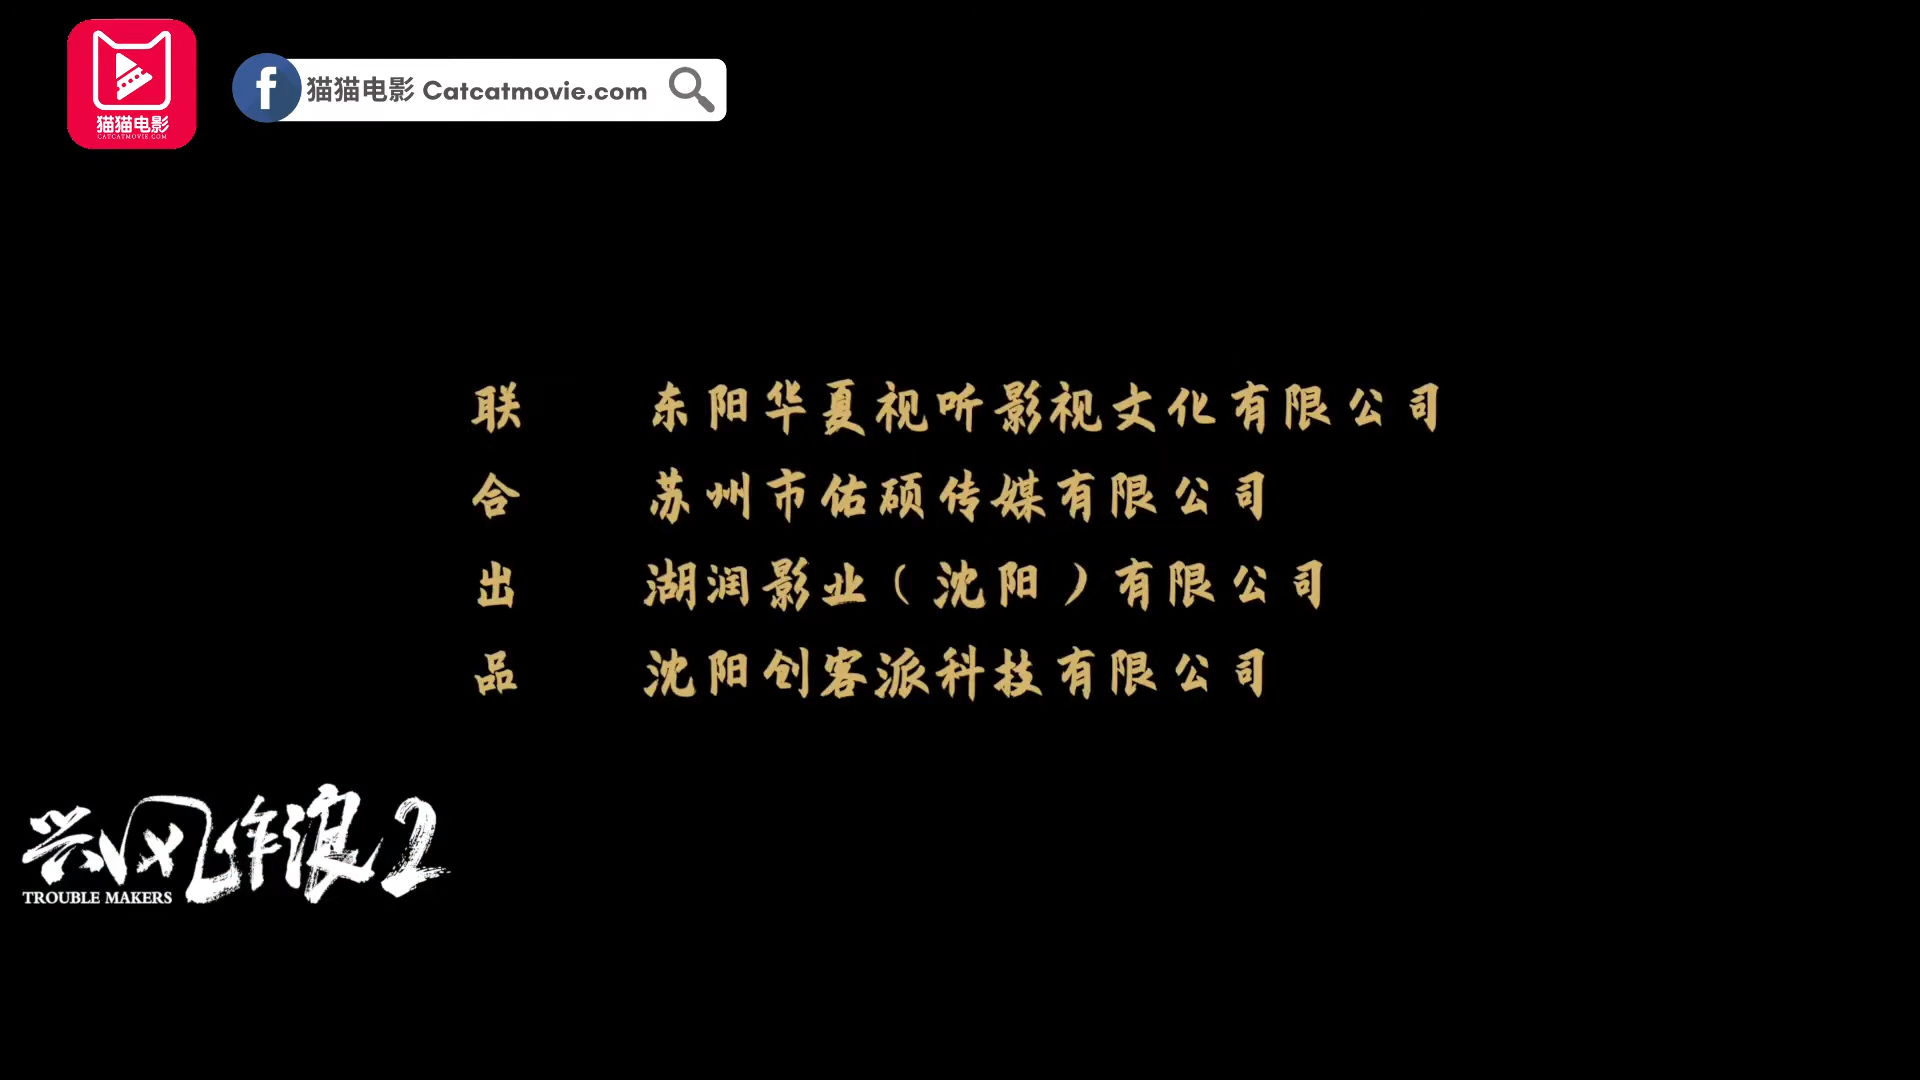 猫猫电影
CATCATMOVIE.COM
猫猫电影 Catcatmovie.com
联 东阳华夏视听影视文化有限公司
合 苏州市佑硕传媒有限公司
出 湖润影业（沈阳）有限公司
品 沈阳创客派科技有限公司
兴风作浪2
TROUBLE MAKERS